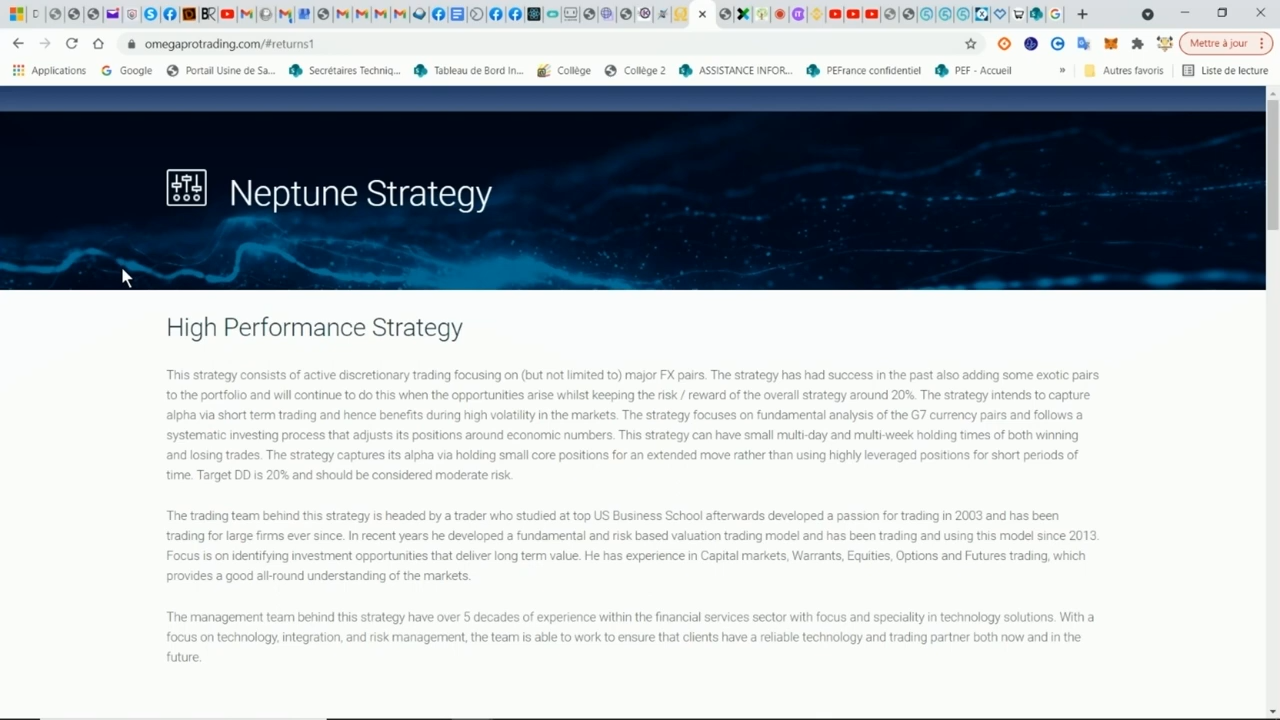 omegaprotrading.com/#returns1
Mettre à jour
Applications Google Portail Usine de Sa... Secrétaires Techniq... Tableau de Bord In... Collège Collège 2 ASSISTANCE INFOR... PEFrance confidentiel PEF - Accueil » Autres favoris Liste de lecture
Neptune Strategy
High Performance Strategy
This strategy consists of active discretionary trading focusing on (but not limited to) major FX pairs. The strategy has had success in the past also adding some exotic pairs
to the portfolio and will continue to do this when the opportunities arise whilst keeping the risk / reward of the overall strategy around 20%. The strategy intends to capture
alpha via short term trading and hence benefits during high volatility in the markets. The strategy focuses on fundamental analysis of the G7 currency pairs and follows a
systematic investing process that adjusts its positions around economic numbers. This strategy can have small multi-day and multi-week holding times of both winning
and losing trades. The strategy captures its alpha via holding small core positions for an extended move rather than using highly leveraged positions for short periods of
time. Target DD is 20% and should be considered moderate risk.
The trading team behind this strategy is headed by a trader who studied at top US Business School afterwards developed a passion for trading in 2003 and has been
trading for large firms ever since. In recent years he developed a fundamental and risk based valuation trading model and has been trading and using this model since 2013.
Focus is on identifying investment opportunities that deliver long term value. He has experience in Capital markets, Warrants, Equities, Options and Futures trading, which
provides a good all-round understanding of the markets.
The management team behind this strategy have over 5 decades of experience within the financial services sector with focus and speciality in technology solutions. With a
focus on technology, integration, and risk management, the team is able to work to ensure that clients have a reliable technology and trading partner both now and in the
future.